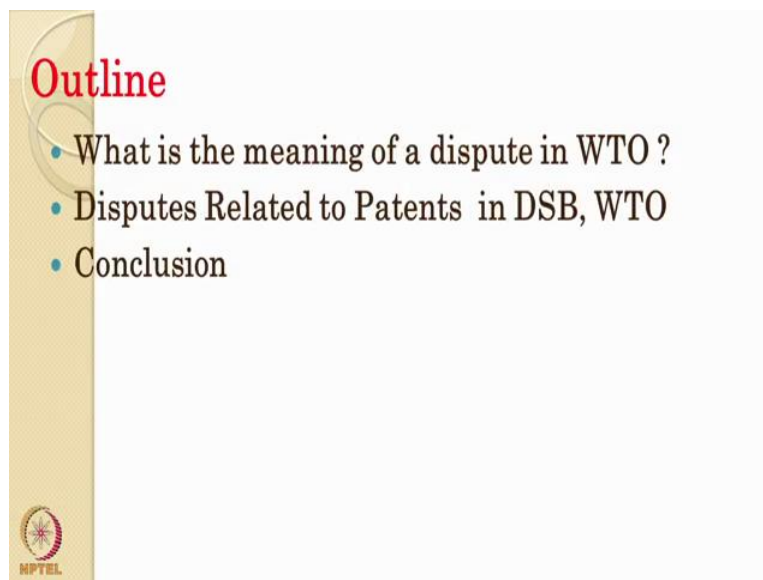 Outline
• What is the meaning of a dispute in WTO ?
• Disputes Related to Patents in DSB, WTO
• Conclusion
NPTEL